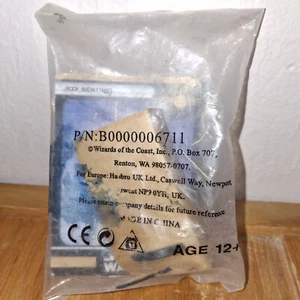 P/N:B0000006711
©Wizards of the Coast, Inc., P.O. Box 707,
Renton, WA 98057-0707.
For Europe: Hasbro UK Ltd., Caswell Way, Newport,
Gwent NP9 0YH, UK.
Please retain company details for future reference
MADE IN CHINA
CE
AGE 12+